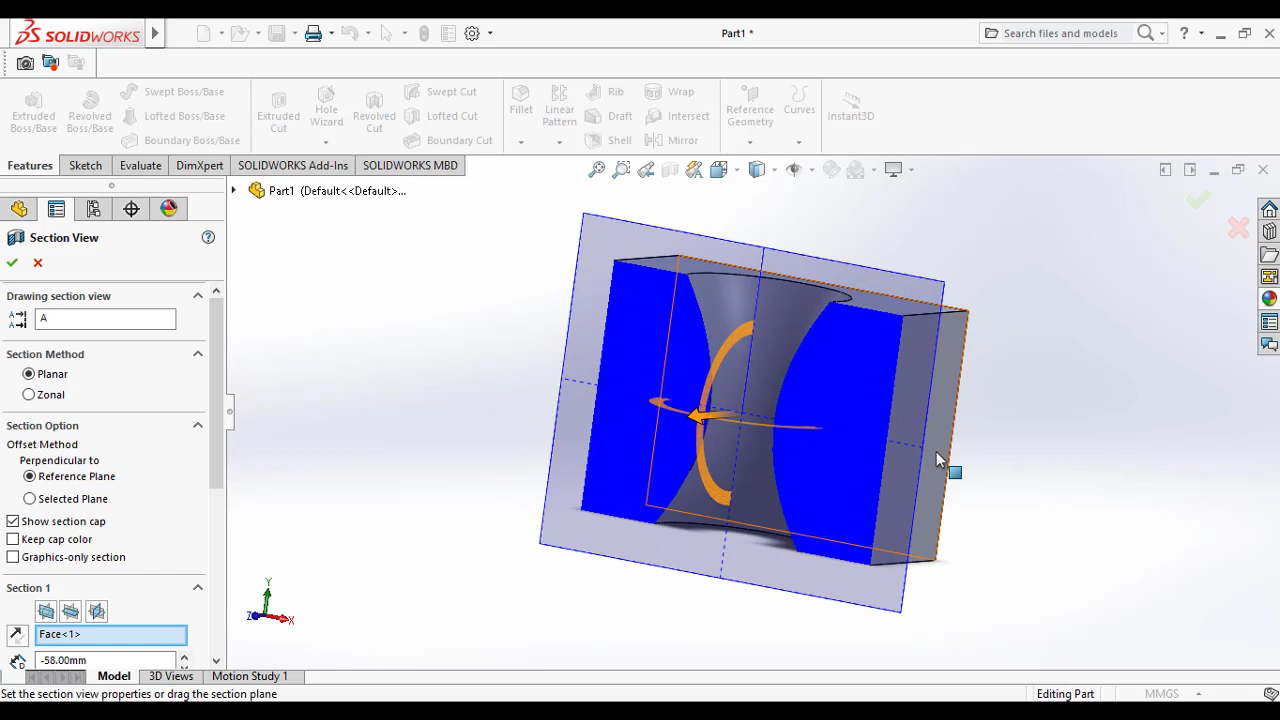 SOLIDWORKS
Part1 *
Search files and models
?
Extruded Boss/Base
Revolved Boss/Base
Swept Boss/Base
Lofted Boss/Base
Boundary Boss/Base
Extruded Cut
Hole Wizard
Revolved Cut
Swept Cut
Lofted Cut
Boundary Cut
Fillet
Linear Pattern
Rib
Draft
Shell
Wrap
Intersect
Mirror
Reference Geometry
Curves
Instant3D
Features
Sketch
Evaluate
DimXpert
SOLIDWORKS Add-Ins
SOLIDWORKS MBD
Part1 (Default<<Default>...
Section View
?
Drawing section view
A
Section Method
Planar
Zonal
Section Option
Offset Method
Perpendicular to
Reference Plane
Selected Plane
Show section cap
Keep cap color
Graphics-only section
Section 1
Face<1>
-58.00mm
Y
Z
X
Model
3D Views
Motion Study 1
Set the section view properties or drag the section plane
Editing Part
MMGS